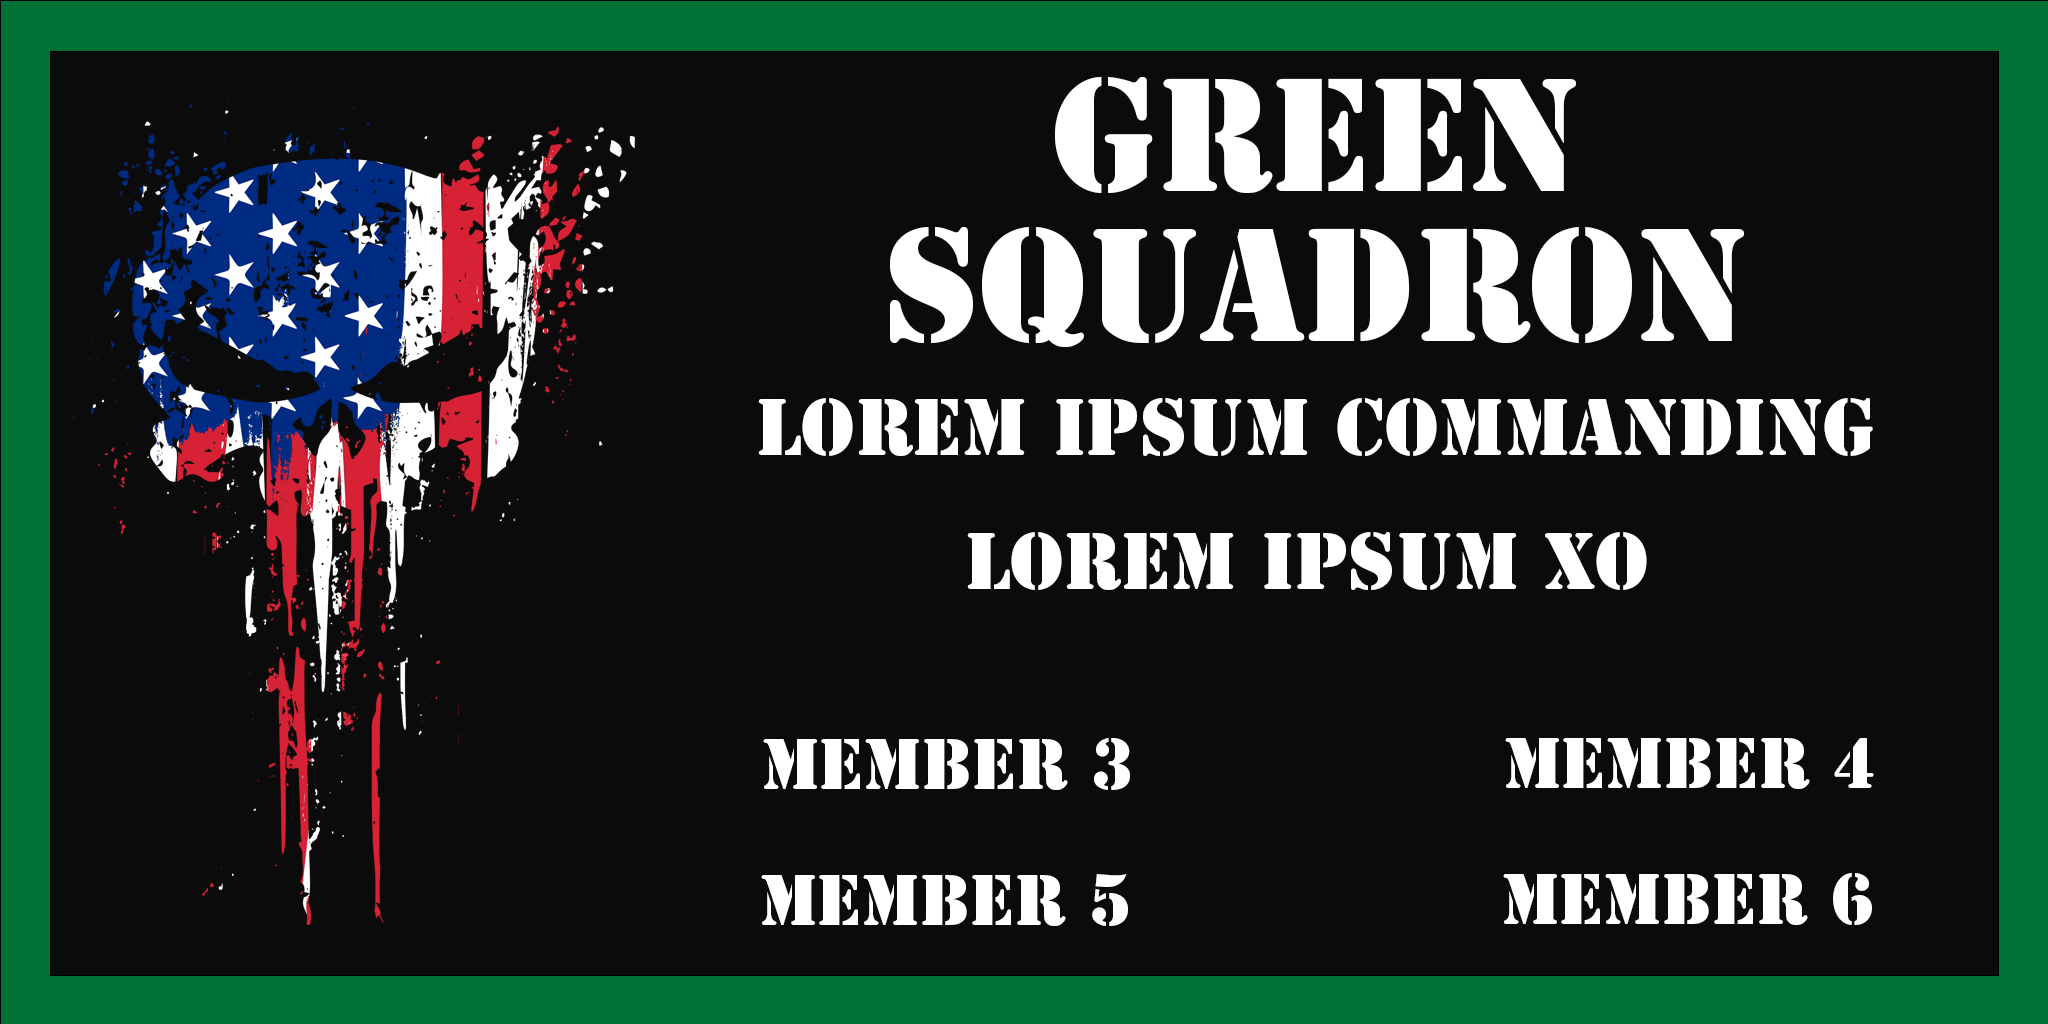 GREEN
SQUADRON
LOREM IPSUM COMMANDING
LOREM IPSUM XO
MEMBER 3 MEMBER 4
MEMBER 5 MEMBER 6